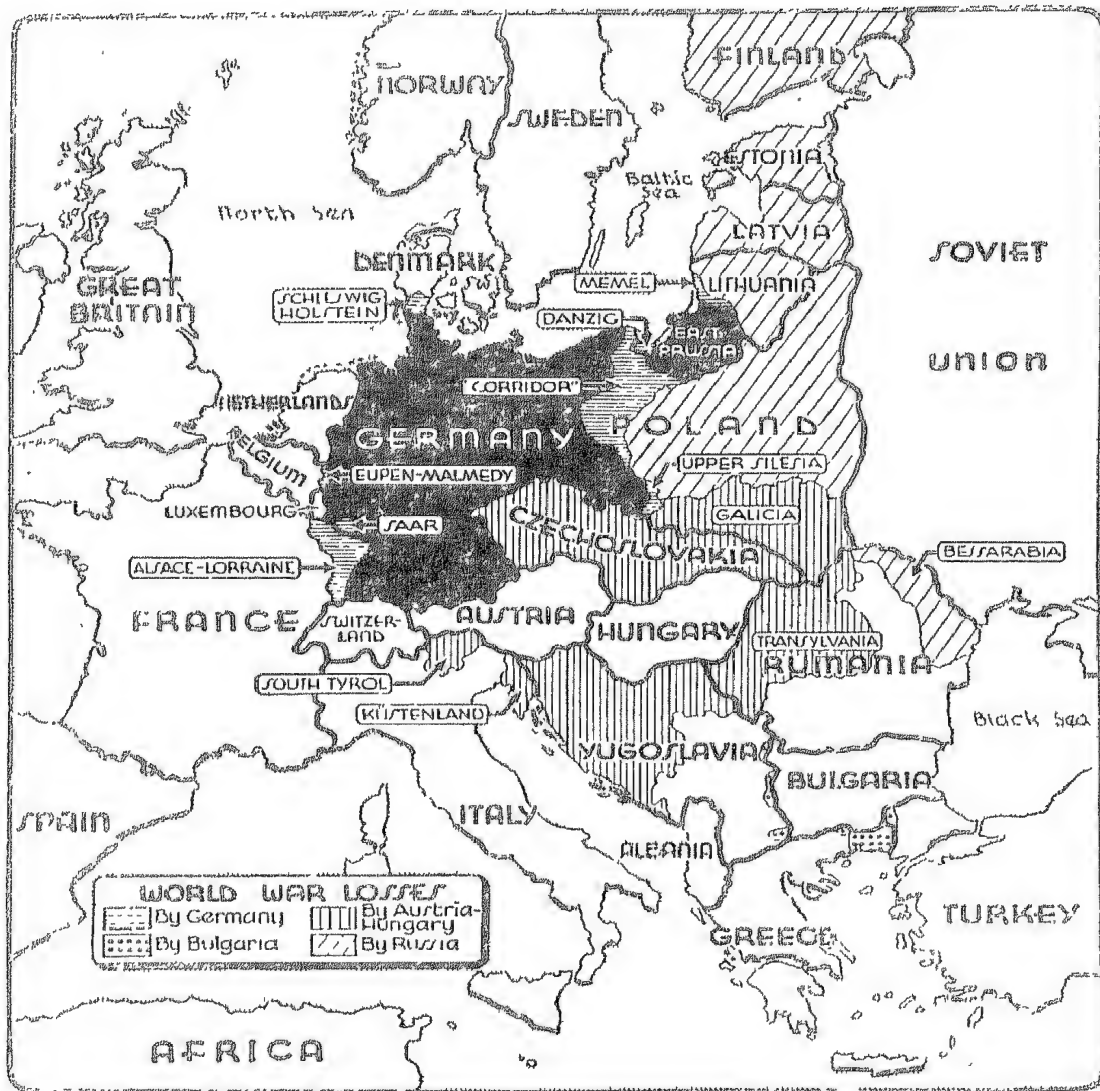 FINLAND
NORWAY
SWEDEN
ESTONIA
Baltic
Sea
North Sea
LATVIA
SOVIET
DENMARK
GREAT
BRITAIN
SCHLESWIG
HOLSTEIN
MEMEL
LITHUANIA
DANZIG
EAST
PRUSSIA
UNION
"CORRIDOR"
NETHERLANDS
GERMANY
POLAND
BELGIUM
EUPEN-MALMEDY
UPPER SILESIA
LUXEMBOURG
SAAR
CZECHOSLOVAKIA
GALICIA
ALSACE-LORRAINE
BESSARABIA
FRANCE
SWITZER-
LAND
AUSTRIA
HUNGARY
TRANSYLVANIA
RUMANIA
SOUTH TYROL
KÜSTENLAND
Black Sea
YUGOSLAVIA
BULGARIA
SPAIN
ITALY
ALBANIA
WORLD WAR LOSSES
By Germany
By Austria-
Hungary
By Bulgaria
By Russia
TURKEY
GREECE
AFRICA